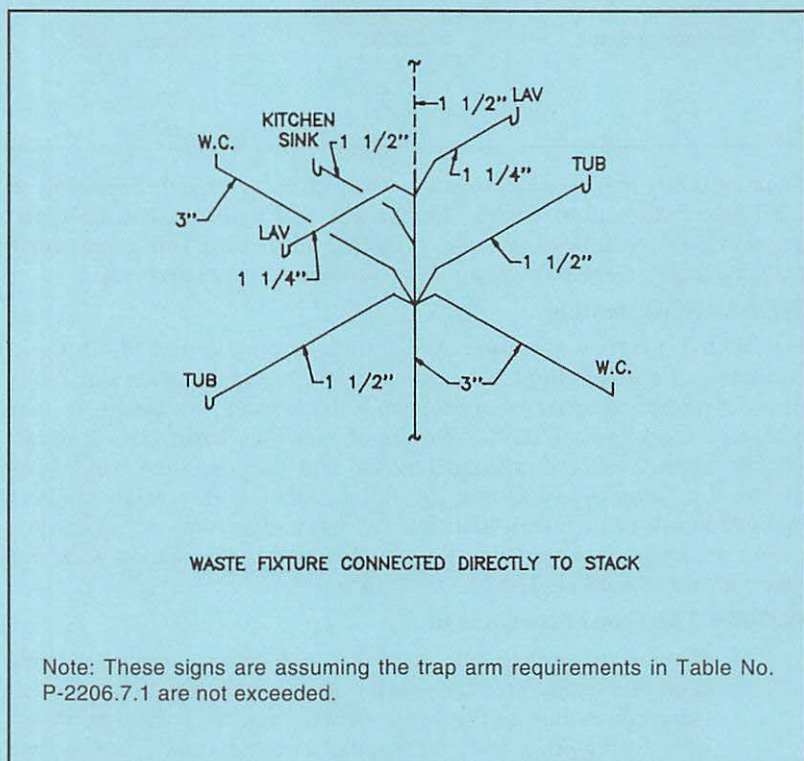 1 1/2" LAV
KITCHEN
SINK 1 1/2"
W.C.
TUB
1 1/4"
3"
LAV
1 1/2"
1 1/4"
W.C.
TUB
1 1/2"
3"
WASTE FIXTURE CONNECTED DIRECTLY TO STACK
Note: These signs are assuming the trap arm requirements in Table No.
P-2206.7.1 are not exceeded.